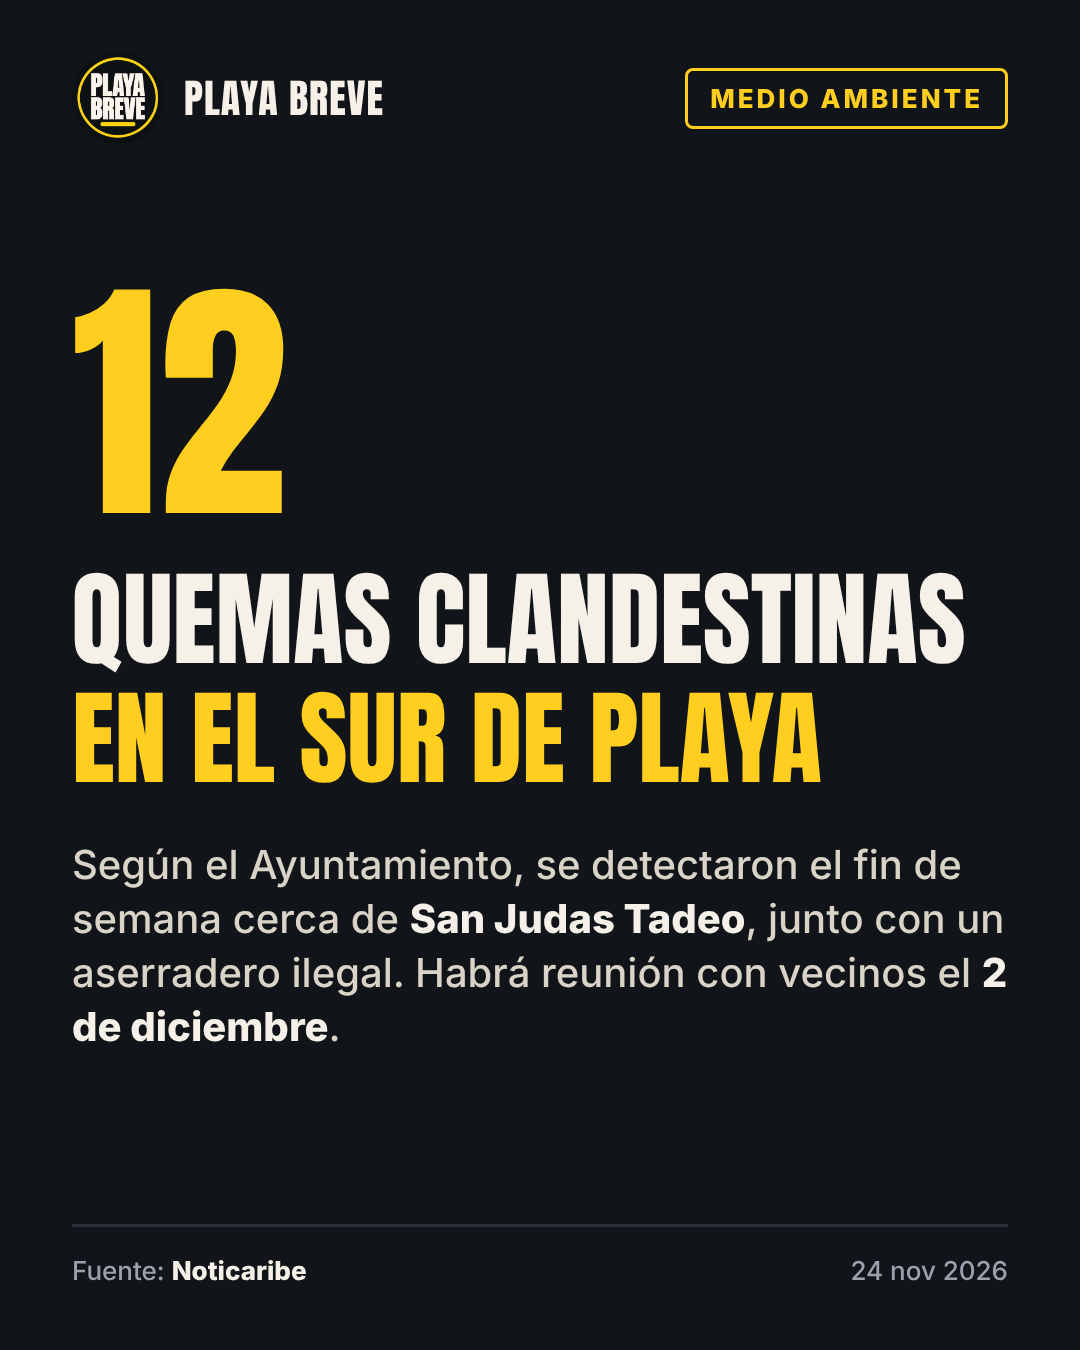 PLAYA
BREVE
PLAYA BREVE
MEDIO AMBIENTE
12
QUEMAS CLANDESTINAS
EN EL SUR DE PLAYA
Según el Ayuntamiento, se detectaron el fin de
semana cerca de San Judas Tadeo, junto con un
aserradero ilegal. Habrá reunión con vecinos el 2
de diciembre.
Fuente: Noticaribe
24 nov 2026